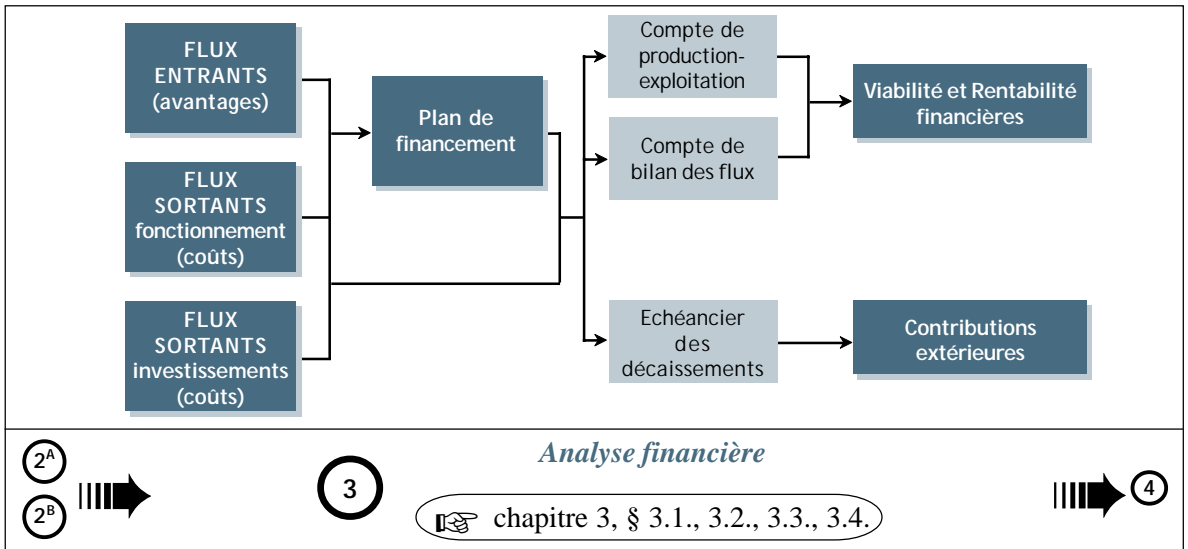 FLUX
ENTRANTS
(avantages)
FLUX
SORTANTS
fonctionnement
(coûts)
FLUX
SORTANTS
investissements
(coûts)
Plan de
financement
Compte de
production-
exploitation
Compte de
bilan des flux
Echéancier
des
décaissements
Viabilité et Rentabilité
financières
Contributions
extérieures
2A
2B
3
Analyse financière
☞ chapitre 3, § 3.1., 3.2., 3.3., 3.4.
4